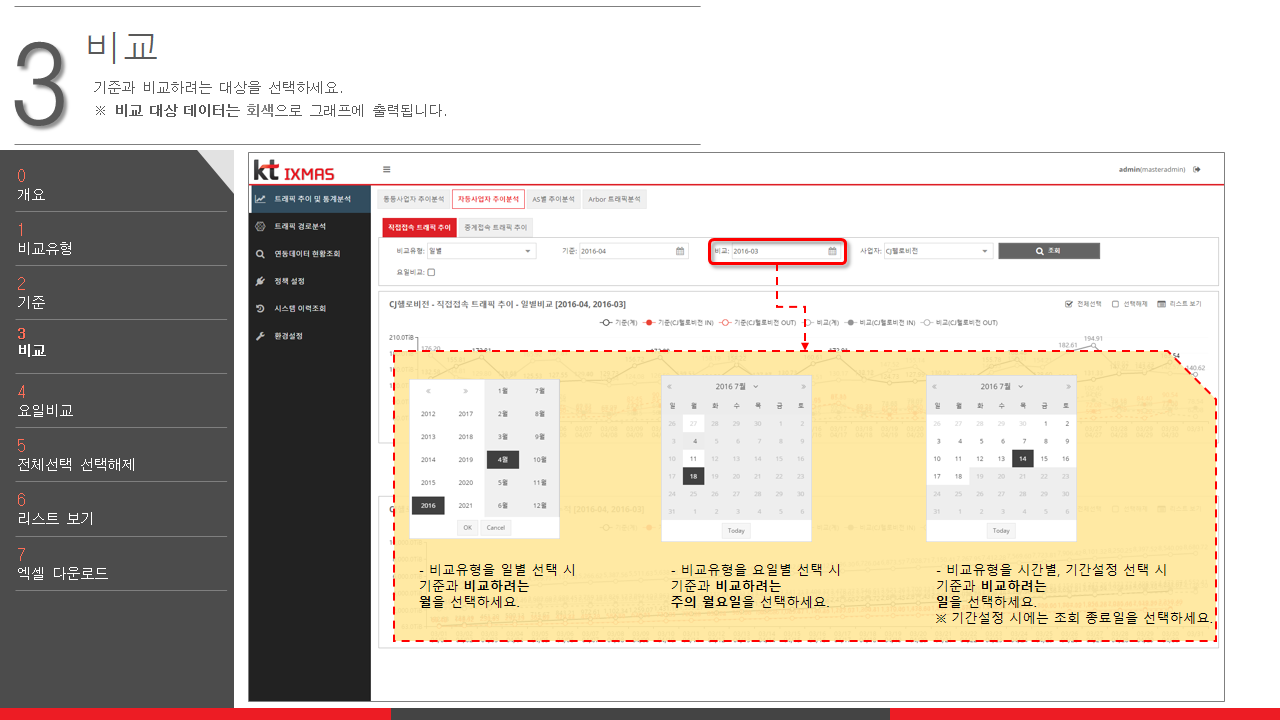 3
비교
기준과 비교하려는 대상을 선택하세요.
※ 비교 대상 데이터는 회색으로 그래프에 출력됩니다.
0
개요
1
비교유형
2
기준
3
비교
4
요일비교
5
전체선택 선택해제
6
리스트 보기
7
엑셀 다운로드
kt IXMAS
admin(masteradmin)
트래픽 추이 및 통계분석
트래픽 경로분석
연동데이터 현황조회
정책 설정
시스템 이력조회
환경설정
통동사업자 추이분석 자동사업자 추이분석 AS별 추이분석 Arbor 트래픽분석
직접접속 트래픽 추이 중계접속 트래픽 추이
비교유형: 일별 기준: 2016-04 비교: 2016-03 사업자: CJ헬로비전 조회
요일비교:
CJ헬로비전 - 직접접속 트래픽 추이 - 일별비교 [2016-04, 2016-03]
전체선택 선택해제 리스트 보기
기준(계) 기준(CJ헬로비전 IN) 기준(CJ헬로비전 OUT) 비교(계) 비교(CJ헬로비전 IN) 비교(CJ헬로비전 OUT)
210.0TiB
176.20
182.61 194.91
140.62
« » 1월 7월
2012 2017 2월 8월
2013 2018 3월 9월
2014 2019 4월 10월
2015 2020 5월 11월
2016 2021 6월 12월
OK Cancel
« 2016 7월 »
일 월 화 수 목 금 토
26 27 28 29 30 1 2
3 4 5 6 7 8 9
10 11 12 13 14 15 16
17 18 19 20 21 22 23
24 25 26 27 28 29 30
31 1 2 3 4 5 6
Today
« 2016 7월 »
일 월 화 수 목 금 토
26 27 28 29 30 1 2
3 4 5 6 7 8 9
10 11 12 13 14 15 16
17 18 19 20 21 22 23
24 25 26 27 28 29 30
31 1 2 3 4 5 6
Today
- 비교유형을 일별 선택 시
기준과 비교하려는
월을 선택하세요.
- 비교유형을 요일별 선택 시
기준과 비교하려는
주의 월요일을 선택하세요.
- 비교유형을 시간별, 기간설정 선택 시
기준과 비교하려는
일을 선택하세요.
※ 기간설정 시에는 조회 종료일을 선택하세요.